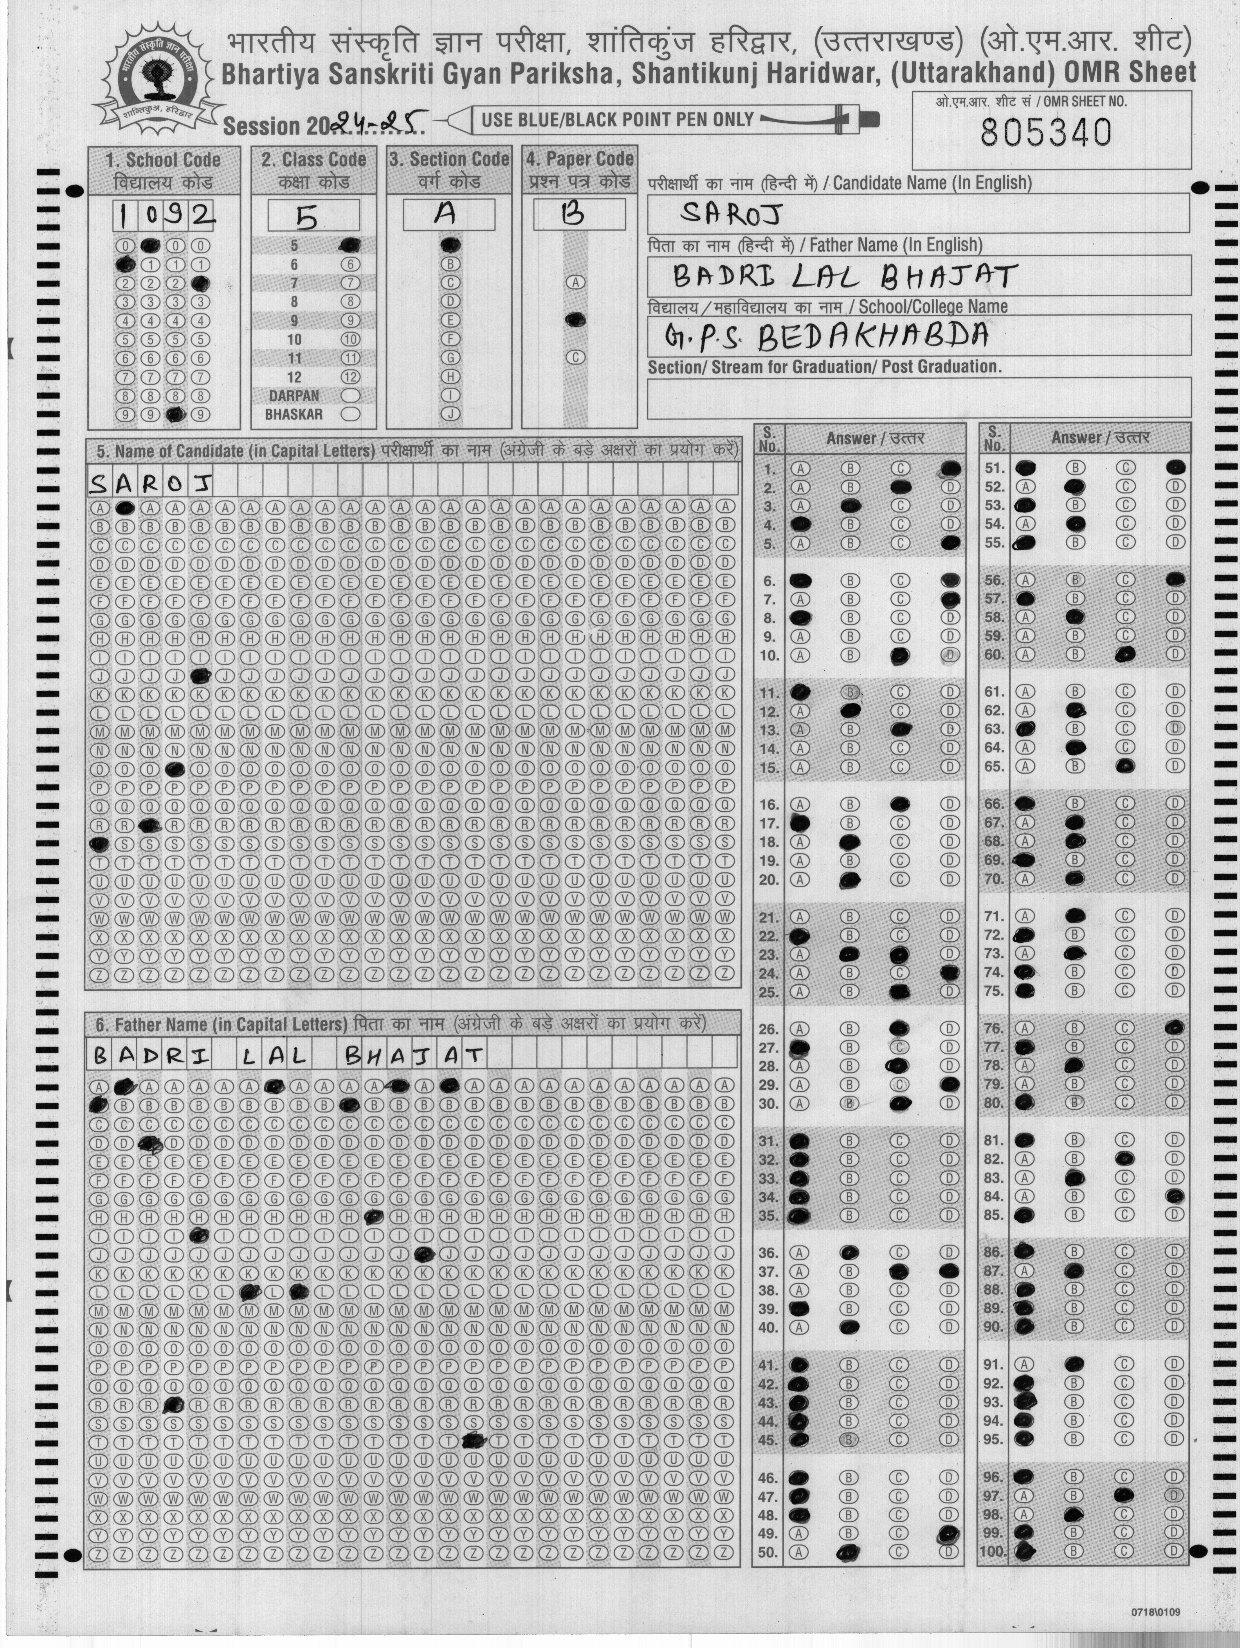 भारतीय संस्कृति ज्ञान परीक्षा, शांतिकुंज हरिद्वार, (उत्तराखण्ड) (ओ.एम.आर. शीट)
Bhartiya Sanskriti Gyan Pariksha, Shantikunj Haridwar, (Uttarakhand) OMR Sheet
Session 2024-25
USE BLUE/BLACK POINT PEN ONLY
ओ.एम.आर. शीट सं / OMR SHEET NO.
805340
1. School Code
विद्यालय कोड
1092
2. Class Code
कक्षा कोड
5
5
6
7
8
9
10
11
12
DARPAN
BHASKAR
3. Section Code
वर्ग कोड
A
4. Paper Code
प्रश्न पत्र कोड
B
परीक्षार्थी का नाम (हिन्दी में) / Candidate Name (In English)
SAROJ
पिता का नाम (हिन्दी में) / Father Name (In English)
BADRI LAL BHAJAT
विद्यालय/महाविद्यालय का नाम / School/College Name
G.P.S. BEDAKHABDA
Section/ Stream for Graduation/ Post Graduation.
5. Name of Candidate (in Capital Letters) परीक्षार्थी का नाम (अंग्रेजी के बड़े अक्षरों का प्रयोग करें)
SAROJ
6. Father Name (in Capital Letters) पिता का नाम (अंग्रेजी के बड़े अक्षरों का प्रयोग करें)
BADRI LAL BHAJAT
S. No. Answer / उत्तर
S. No. Answer / उत्तर
0718\0109